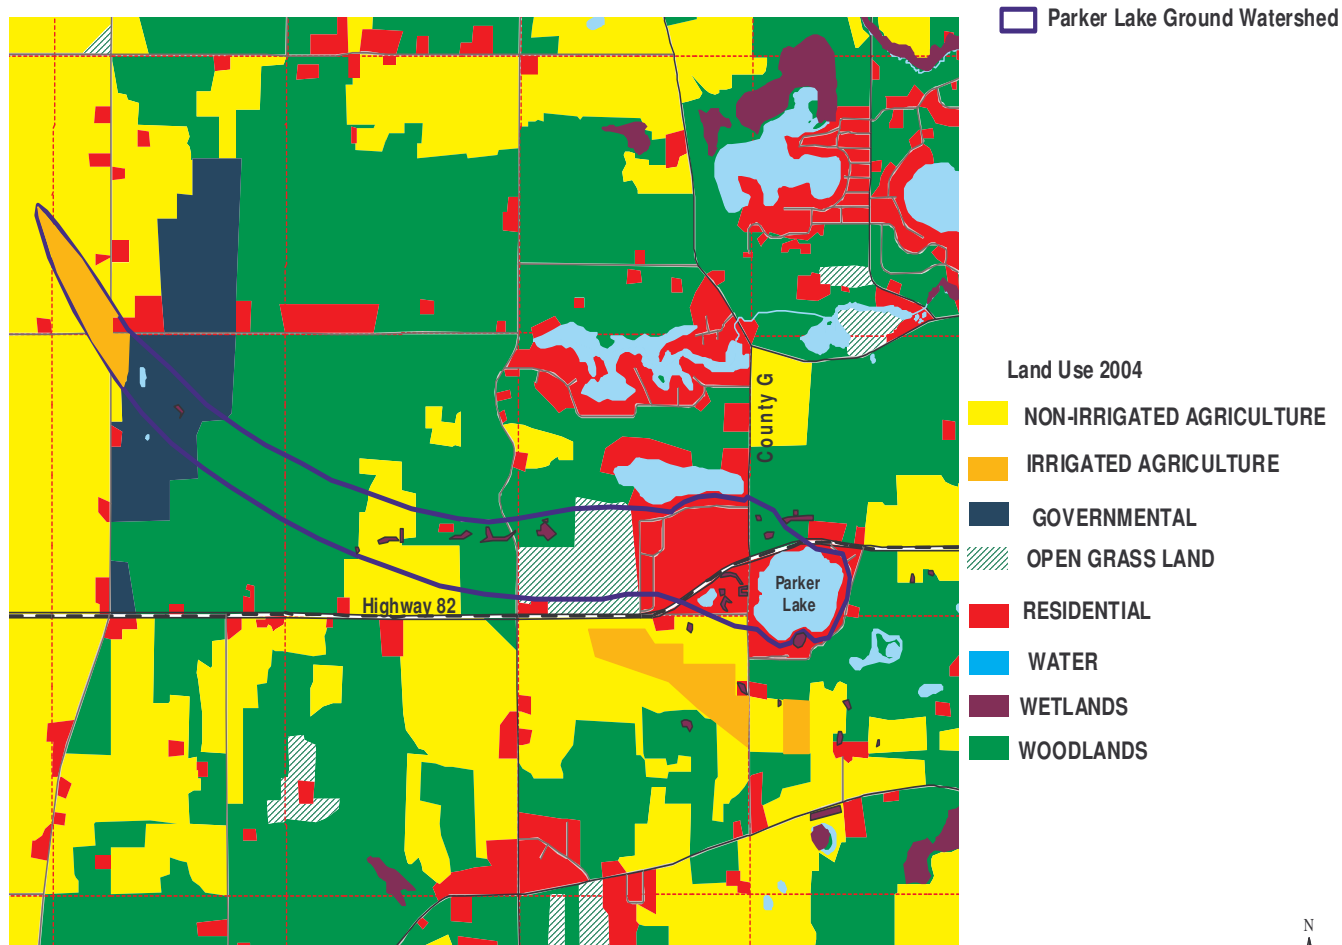 Parker Lake Ground Watershed
Land Use 2004
NON-IRRIGATED AGRICULTURE
IRRIGATED AGRICULTURE
GOVERNMENTAL
OPEN GRASS LAND
RESIDENTIAL
WATER
WETLANDS
WOODLANDS
County G
Parker
Lake
Highway 82
N